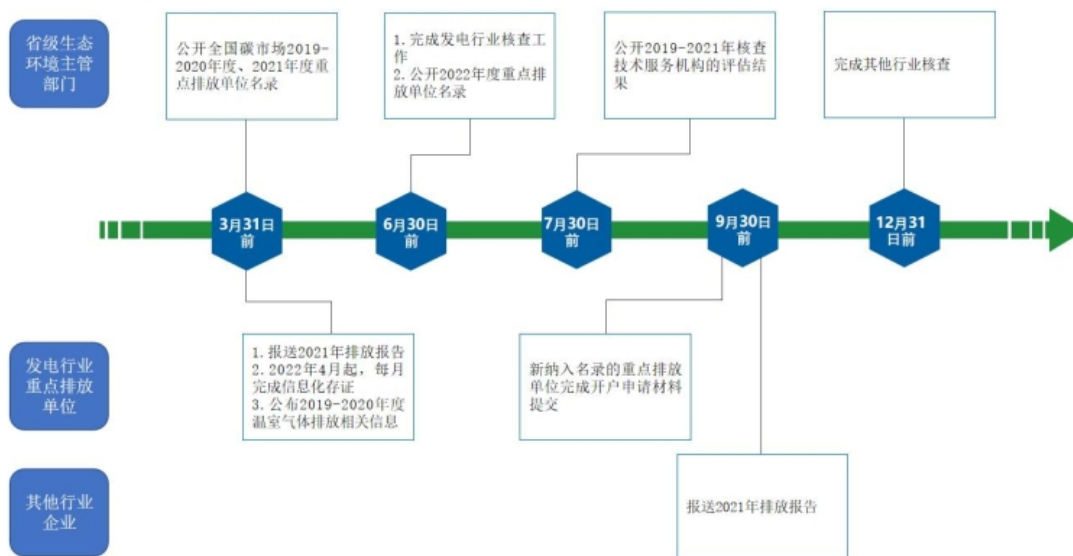 省级生态
环境主管
部门
公开全国碳市场2019-
2020年度、2021年度重
点排放单位名录
1. 完成发电行业核查工
作
2. 公开2022年度重点排
放单位名录
公开2019-2021年核查
技术服务机构的评估结
果
完成其他行业核查
3月31日
前
6月30日
前
7月30日
前
9月30日
前
12月31
日前
发电行业
重点排放
单位
1. 报送2021年排放报告
2. 2022年4月起，每月
完成信息化存证
3. 公布2019-2020年度
温室气体排放相关信息
新纳入名录的重点排放
单位完成开户申请材料
提交
其他行业
企业
报送2021年排放报告